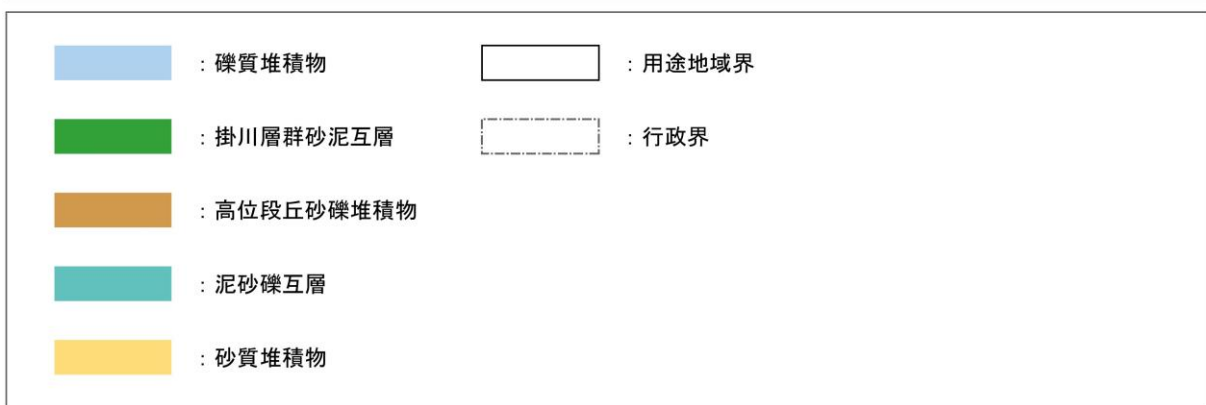 ：礫質堆積物
：掛川層群砂泥互層
：高位段丘砂礫堆積物
：泥砂礫互層
：砂質堆積物
：用途地域界
：行政界